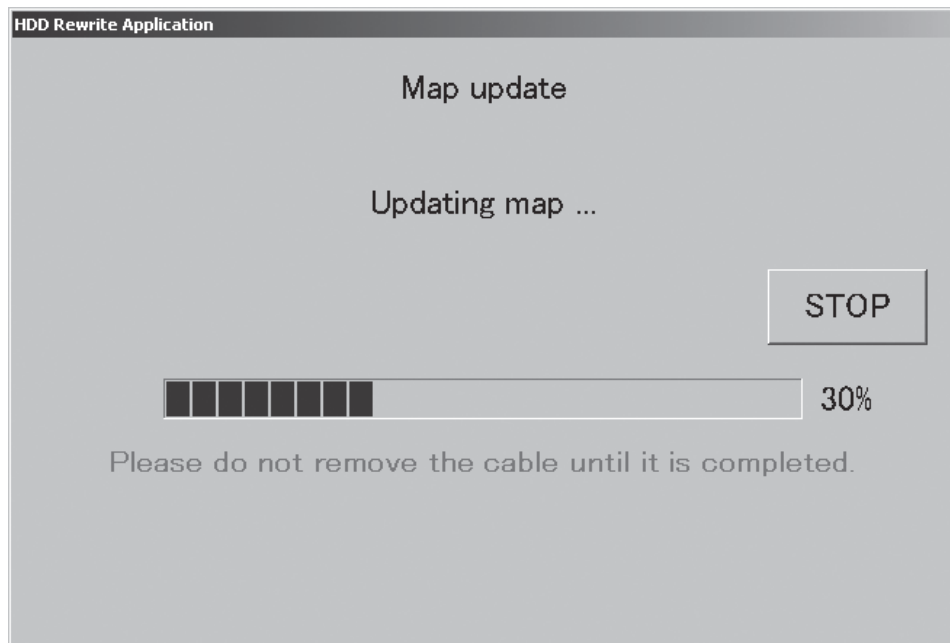 HDD Rewrite Application
Map update
Updating map ...
STOP
30%
Please do not remove the cable until it is completed.